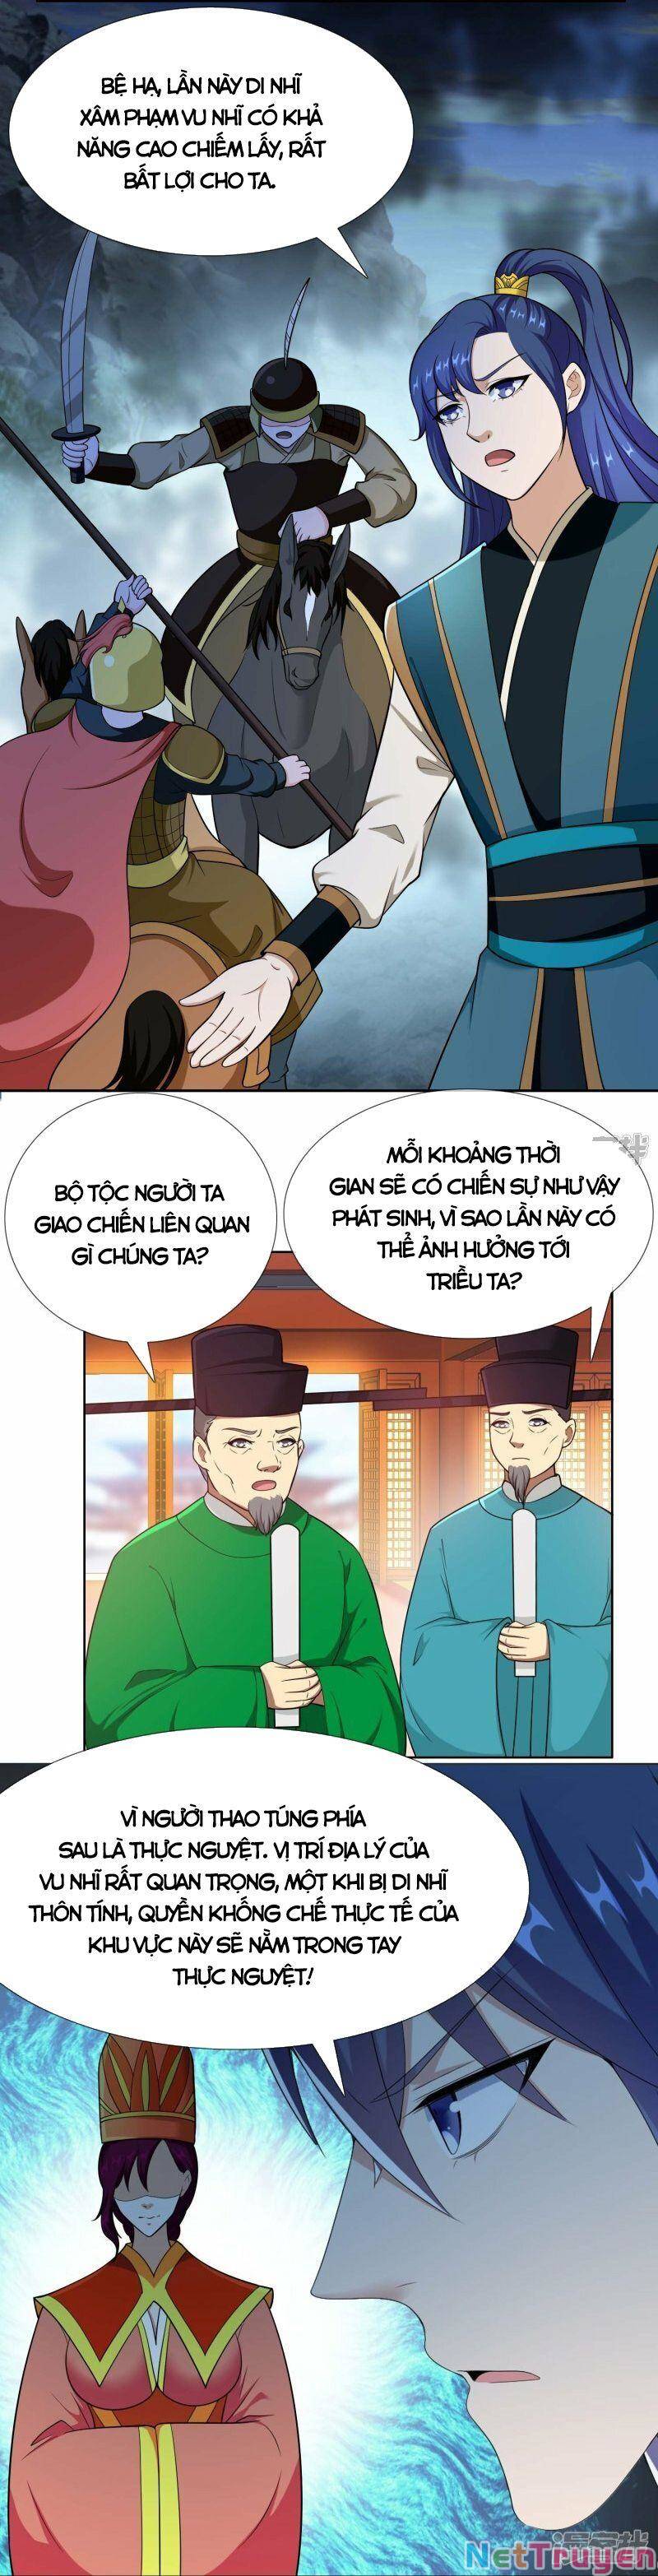 BỆ HẠ, LẦN NÀY DI NHĨ
XÂM PHẠM VU NHĨ CÓ KHẢ
NĂNG CAO CHIẾM LẤY, RẤT
BẤT LỢI CHO TA.
BỘ TỘC NGƯỜI TA
GIAO CHIẾN LIÊN QUAN
GÌ CHÚNG TA?
MỖI KHOẢNG THỜI
GIAN SẼ CÓ CHIẾN SỰ NHƯ VẬY
PHÁT SINH, VÌ SAO LẦN NÀY CÓ
THỂ ẢNH HƯỞNG TỚI
TRIỀU TA?
VÌ NGƯỜI THAO TÚNG PHÍA
SAU LÀ THỰC NGUYỆT. VỊ TRÍ ĐỊA LÝ CỦA
VU NHĨ RẤT QUAN TRỌNG, MỘT KHI BỊ DI NHĨ
THÔN TÍNH, QUYỀN KHỐNG CHẾ THỰC TẾ CỦA
KHU VỰC NÀY SẼ NẰM TRONG TAY
THỰC NGUYỆT!
NetTruyen